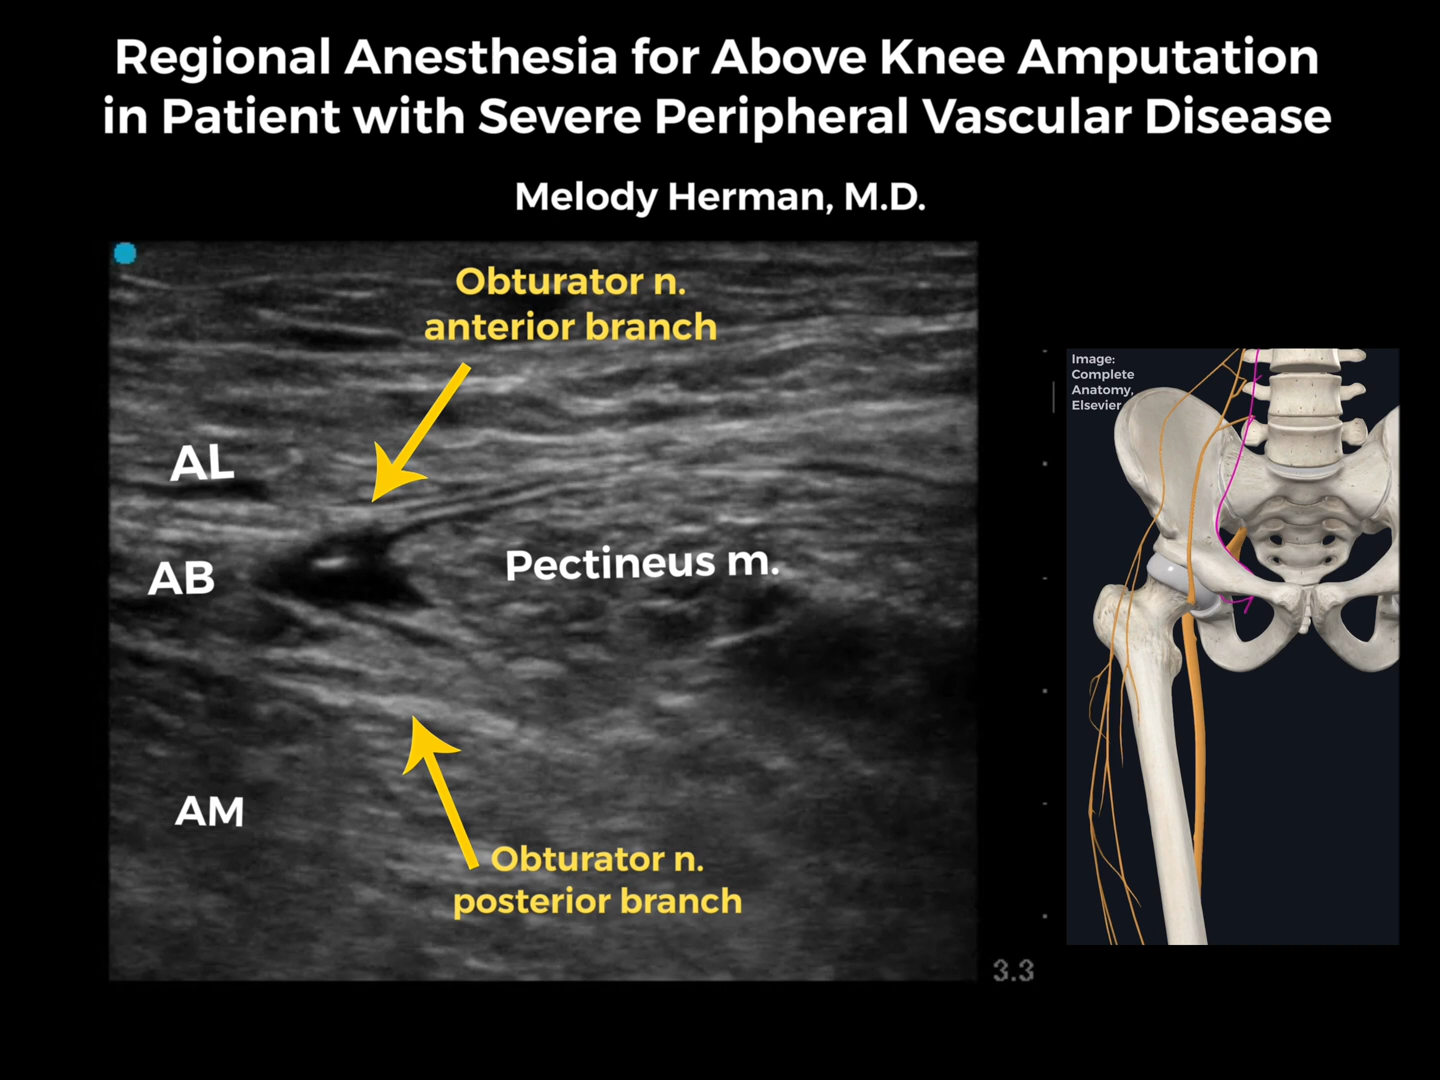 Regional Anesthesia for Above Knee Amputation
in Patient with Severe Peripheral Vascular Disease
Melody Herman, M.D.
Obturator n.
anterior branch
AL
AB
Pectineus m.
AM
Obturator n.
posterior branch
3.3
Image:
Complete
Anatomy,
Elsevier